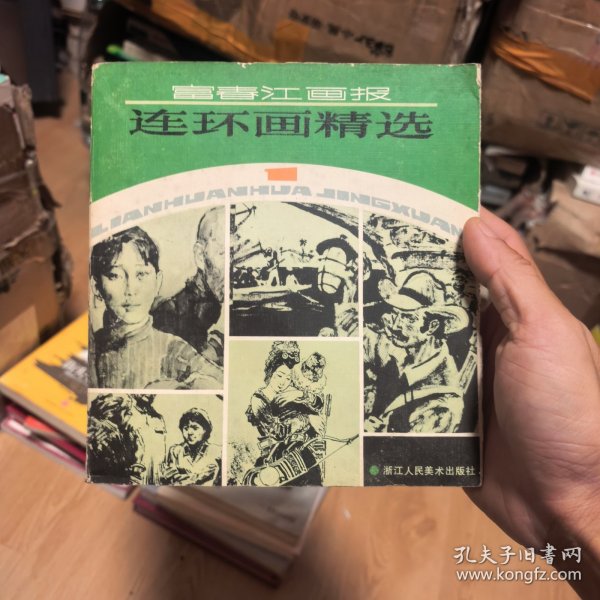 富春江画报
连环画精选
1
LIANHUANHUA JINGXUAN
浙江人民美术出版社
孔夫子旧书网
www.kongfz.com